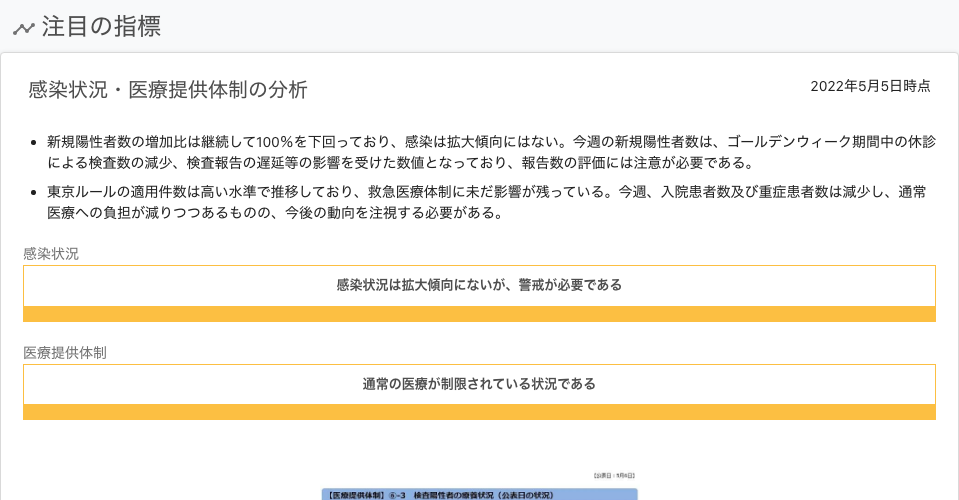 注目の指標
感染状況・医療提供体制の分析
2022年5月5日時点
新規陽性者数の増加比は継続して100%を下回っており、感染は拡大傾向にはない。今週の新規陽性者数は、ゴールデンウィーク期間中の休診
による検査数の減少、検査報告の遅延等の影響を受けた数値となっており、報告数の評価には注意が必要である。
東京ルールの適用件数は高い水準で推移しており、救急医療体制に未だ影響が残っている。今週、入院患者数及び重症患者数は減少し、通常
医療への負担が減りつつあるものの、今後の動向を注視する必要がある。
感染状況
感染状況は拡大傾向にないが、警戒が必要である
医療提供体制
通常の医療が制限されている状況である
【医療提供体制】⑥-3 検査陽性者の療養状況（公表日の状況）